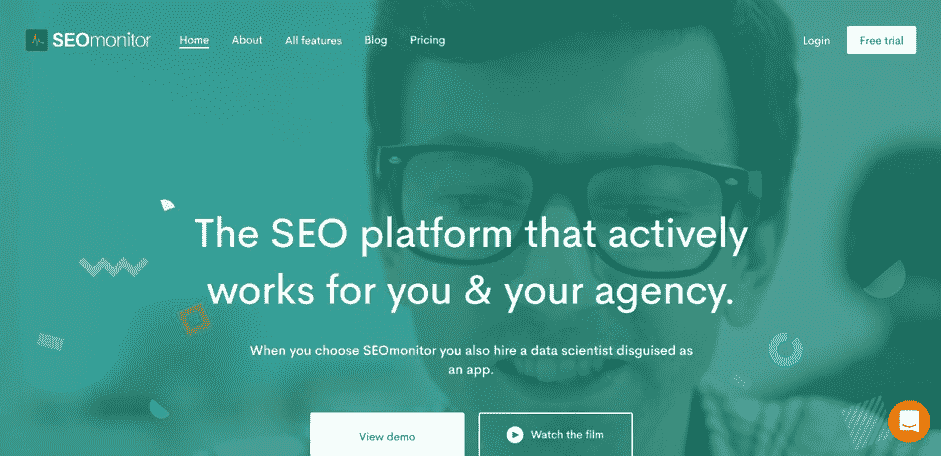 SEOmonitor Home About All features Blog Pricing Login Free trial
The SEO platform that actively
works for you & your agency.
When you choose SEOmonitor you also hire a data scientist disguised as
an app.
View demo Watch the film